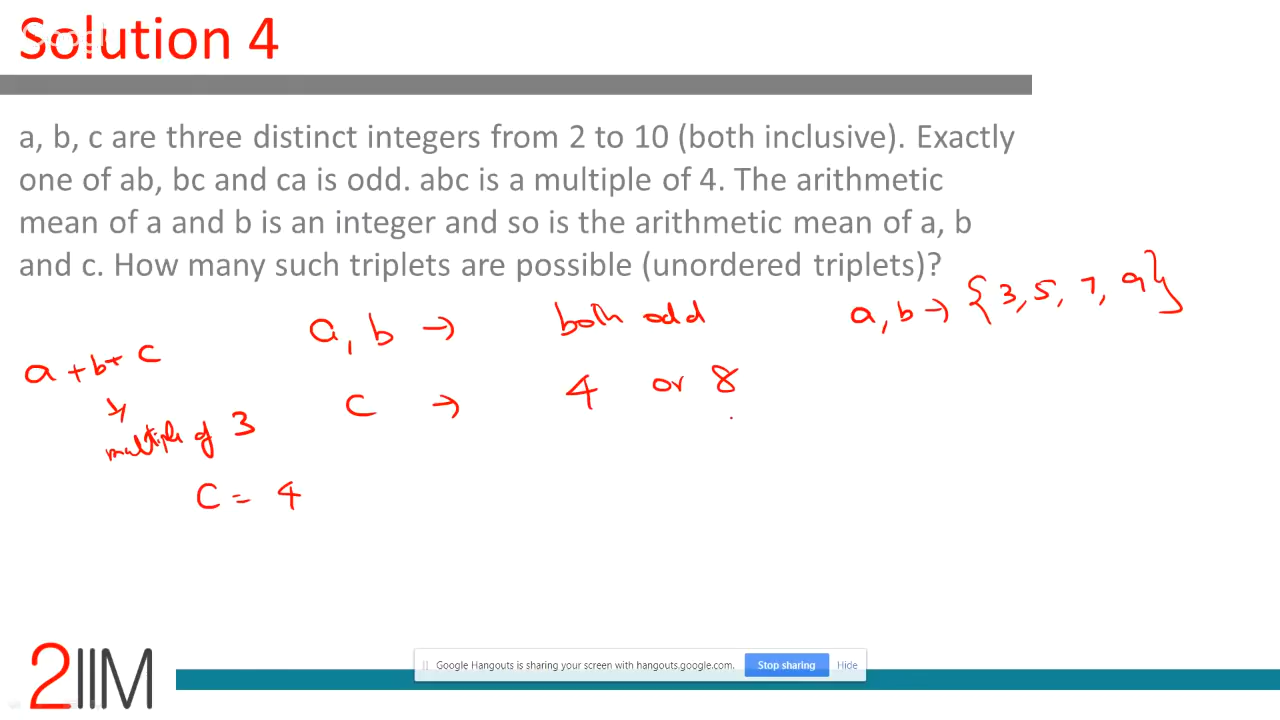 Solution 4
a, b, c are three distinct integers from 2 to 10 (both inclusive). Exactly
one of ab, bc and ca is odd. abc is a multiple of 4. The arithmetic
mean of a and b is an integer and so is the arithmetic mean of a, b
and c. How many such triplets are possible (unordered triplets)?
a, b → both odd
a, b → {3, 5, 7, 9}
a + b + c
↘
multiple of 3
c → 4 or 8
c = 4
2IIM
Google Hangouts is sharing your screen with hangouts.google.com. Stop sharing Hide